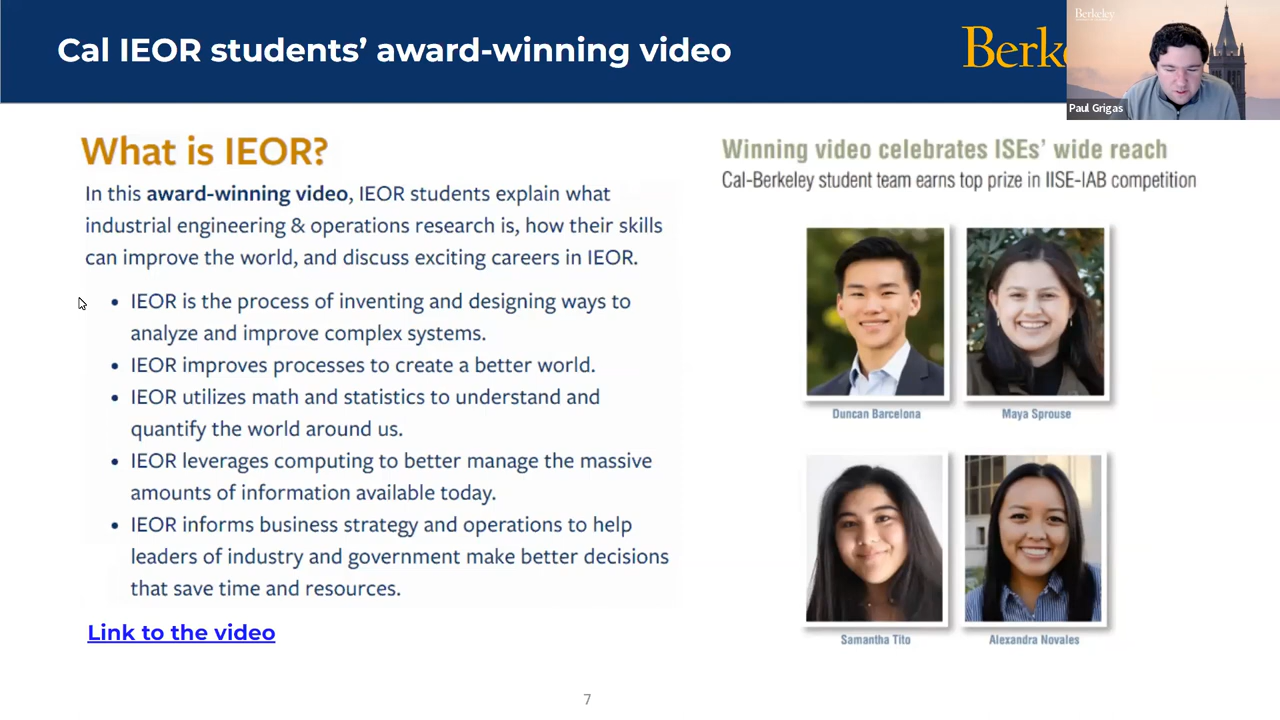 Cal IEOR students’ award-winning video
Berke
Berkeley
Paul Grigas
What is IEOR?
In this award-winning video, IEOR students explain what
industrial engineering & operations research is, how their skills
can improve the world, and discuss exciting careers in IEOR.
• IEOR is the process of inventing and designing ways to
analyze and improve complex systems.
• IEOR improves processes to create a better world.
• IEOR utilizes math and statistics to understand and
quantify the world around us.
• IEOR leverages computing to better manage the massive
amounts of information available today.
• IEOR informs business strategy and operations to help
leaders of industry and government make better decisions
that save time and resources.
Link to the video
Winning video celebrates ISEs’ wide reach
Cal-Berkeley student team earns top prize in IISE-IAB competition
Duncan Barcelona
Maya Sprouse
Samantha Tito
Alexandra Novales
7